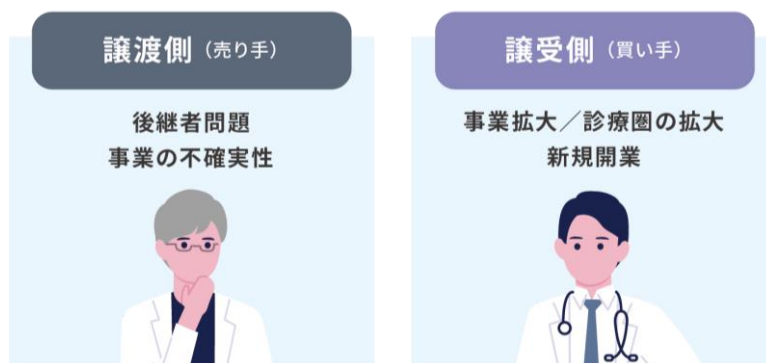 譲渡側（売り手）
後継者問題
事業の不確実性
譲受側（買い手）
事業拡大／診療圏の拡大
新規開業